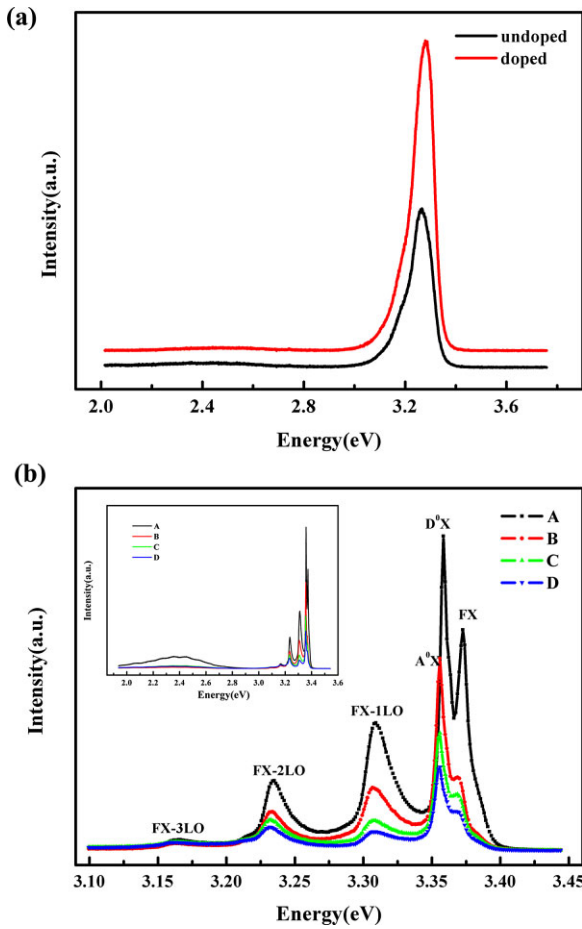 (a)
undoped
doped
Intensity(a.u.)
2.0 2.4 2.8 3.2 3.6
Energy(eV)
(b)
A
B
C
D
Intensity(a.u.)
2.0 2.2 2.4 2.6 2.8 3.0 3.2 3.4 3.6
Energy(eV)
D⁰X
FX
A⁰X
FX-1LO
FX-2LO
FX-3LO
A
B
C
D
Intensity(a.u.)
3.10 3.15 3.20 3.25 3.30 3.35 3.40 3.45
Energy(eV)